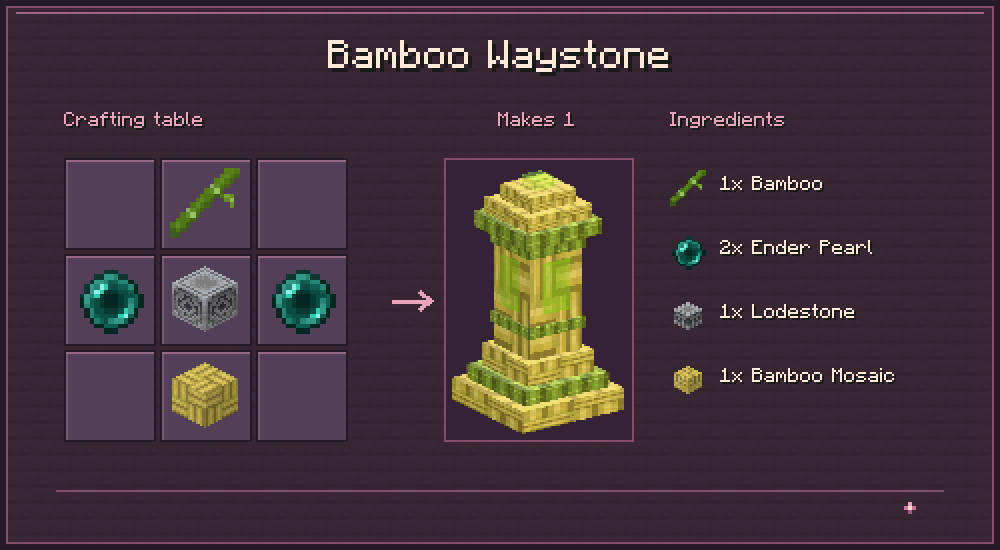 Bamboo Waystone
Crafting table
Makes 1
Ingredients
1x Bamboo
2x Ender Pearl
1x Lodestone
1x Bamboo Mosaic